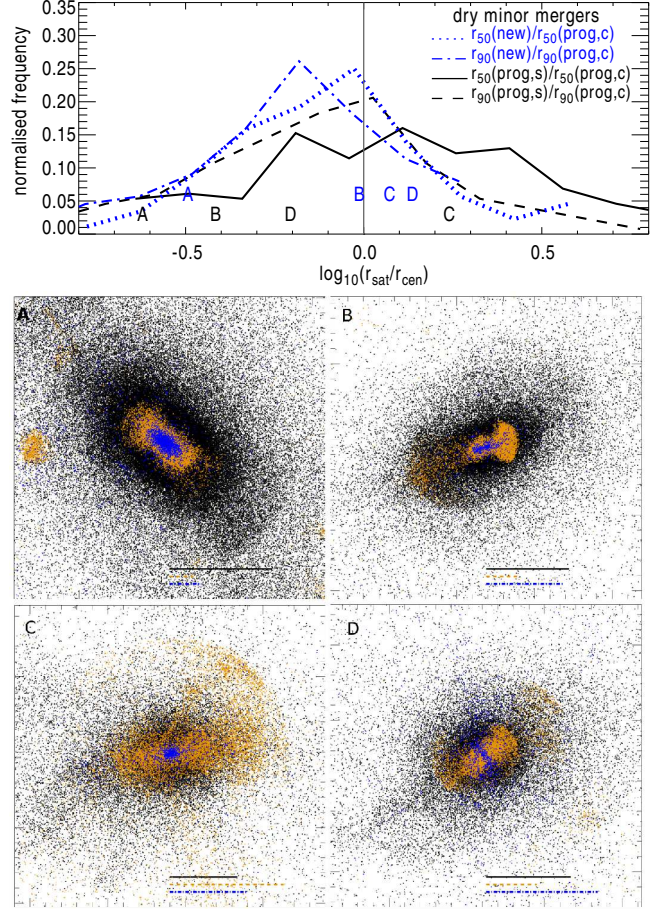 dry minor mergers
r50(new)/r50(prog,c)
r90(new)/r90(prog,c)
r50(prog,s)/r50(prog,c)
r90(prog,s)/r90(prog,c)
normalised frequency
0.35
0.30
0.25
0.20
0.15
0.10
0.05
0.00
A B C D
A B D C
-0.5 0.0 0.5
log10(rsat/rcen)
A
B
C
D